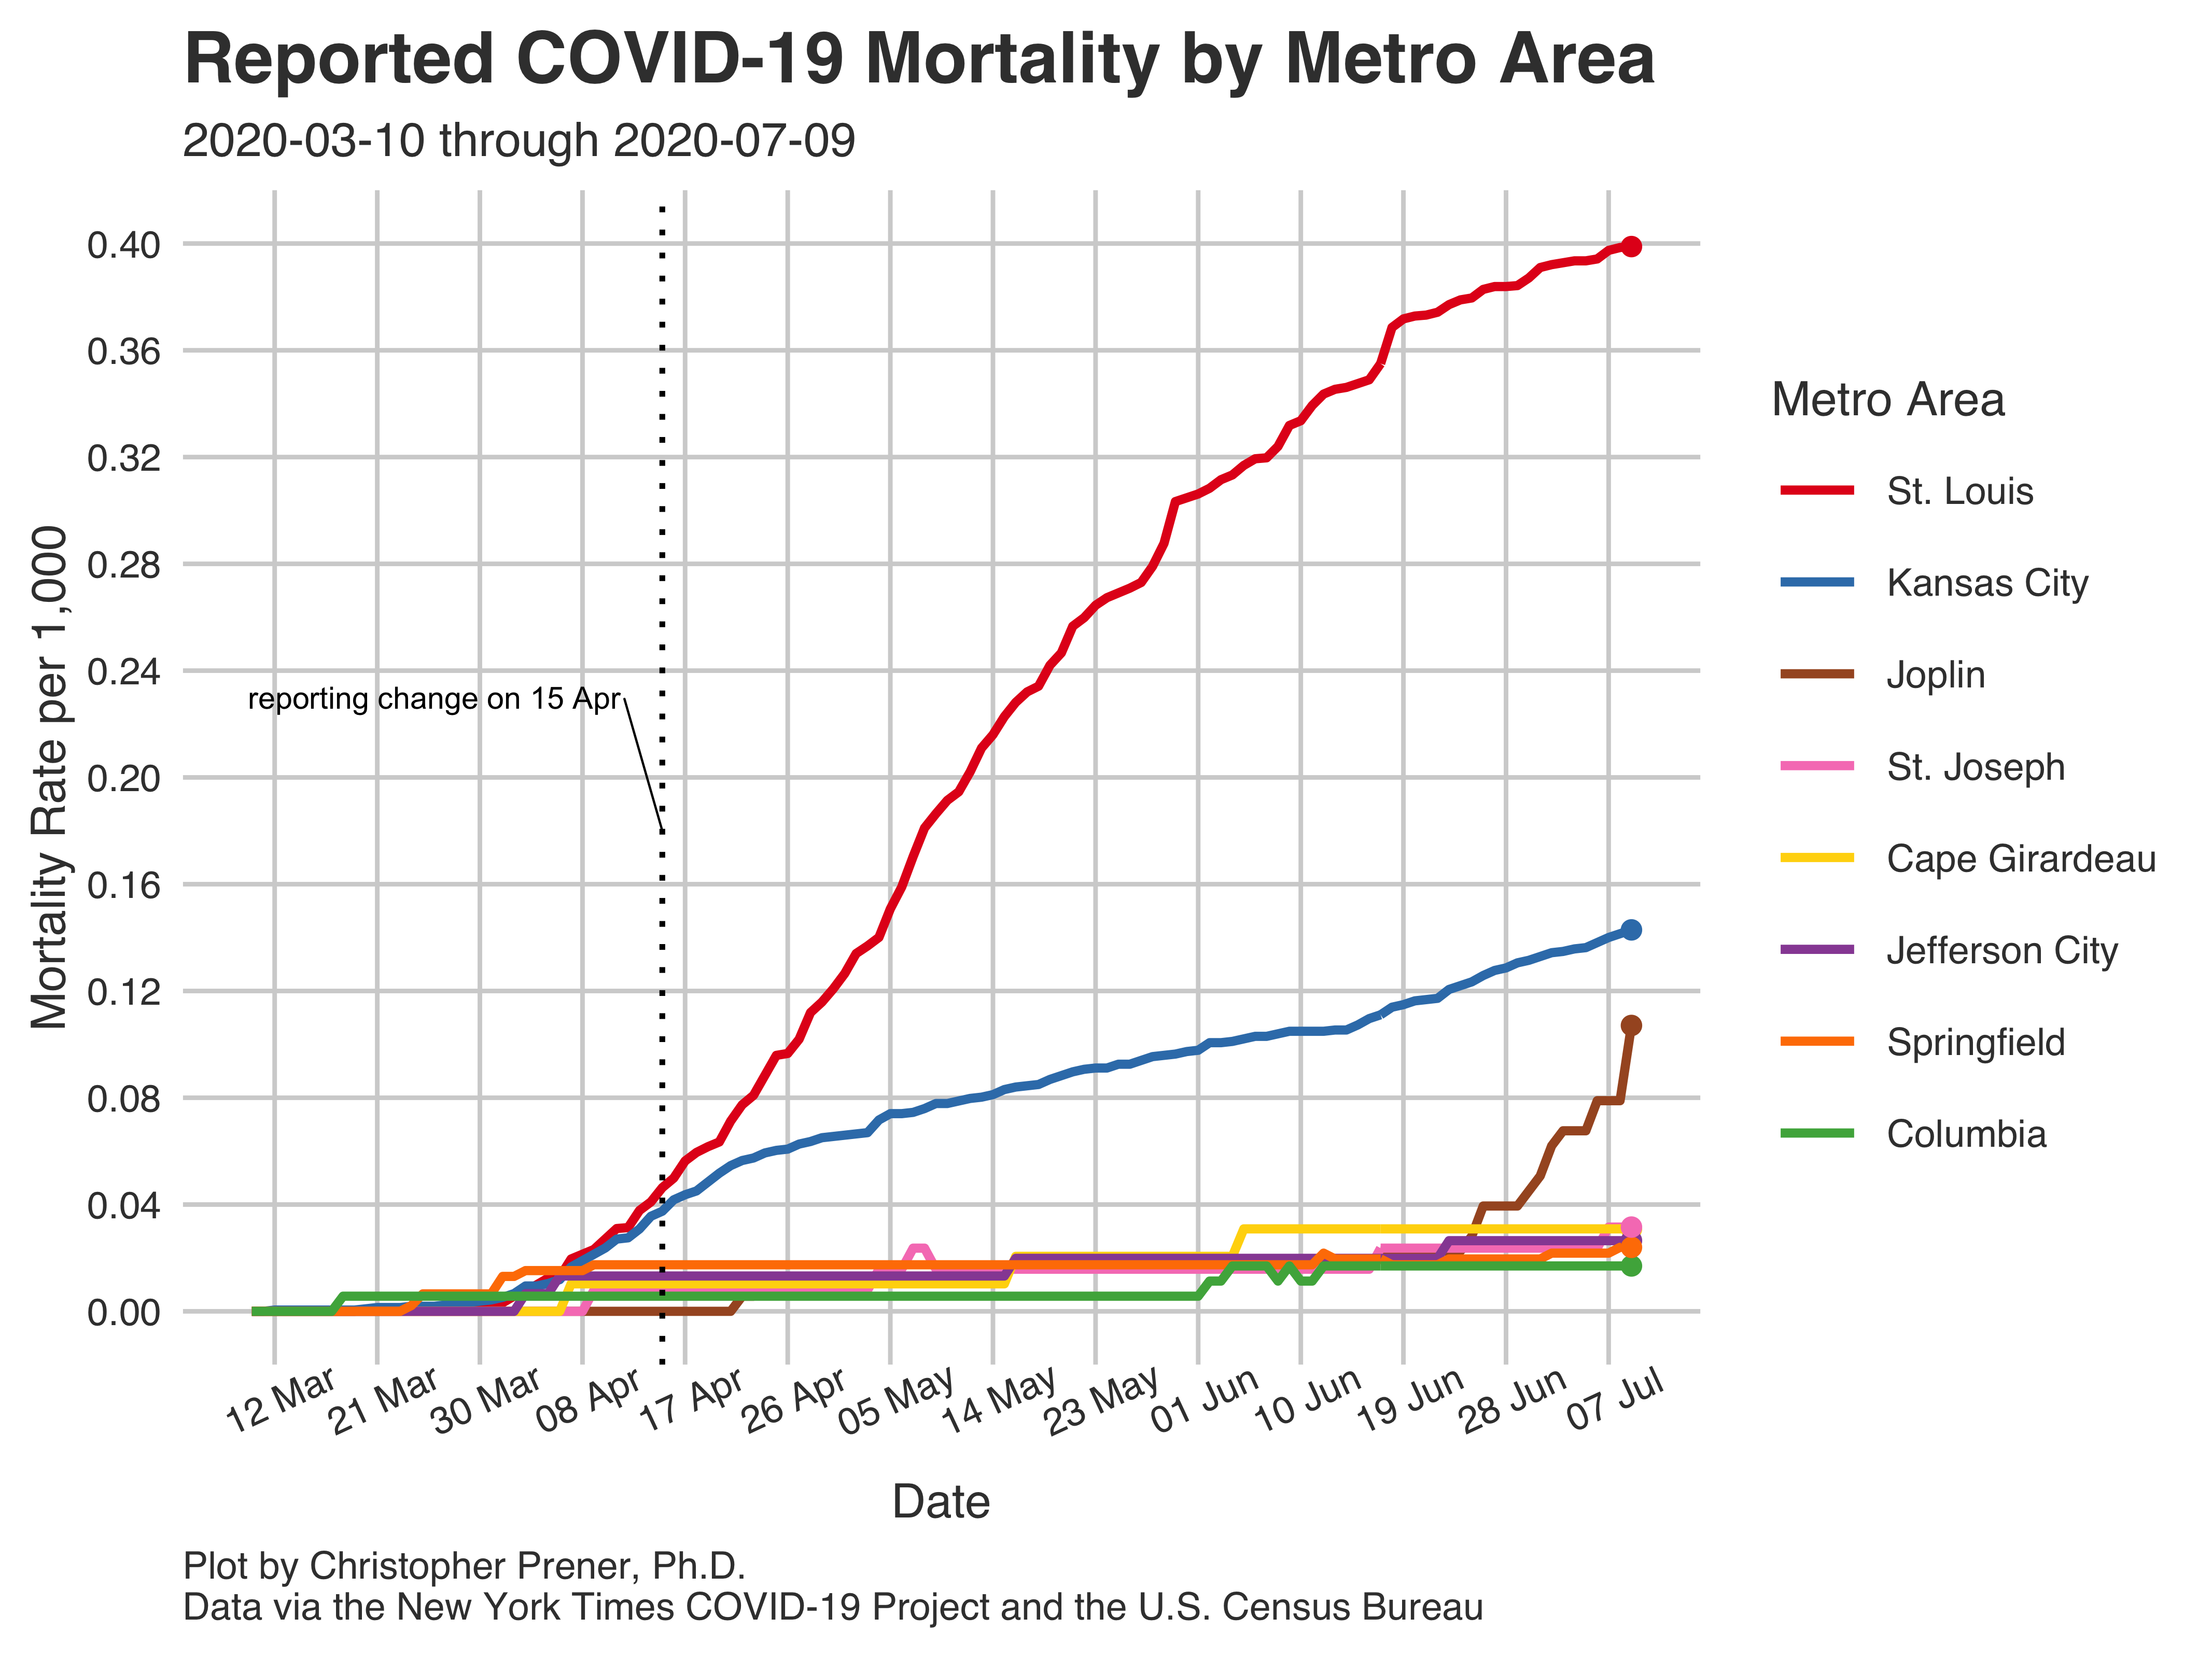 Reported COVID-19 Mortality by Metro Area
2020-03-10 through 2020-07-09
Mortality Rate per 1,000
0.40
0.36
0.32
0.28
0.24
0.20
0.16
0.12
0.08
0.04
0.00
reporting change on 15 Apr
12 Mar
21 Mar
30 Mar
08 Apr
17 Apr
26 Apr
05 May
14 May
23 May
01 Jun
10 Jun
19 Jun
28 Jun
07 Jul
Date
Metro Area
St. Louis
Kansas City
Joplin
St. Joseph
Cape Girardeau
Jefferson City
Springfield
Columbia
Plot by Christopher Prener, Ph.D.
Data via the New York Times COVID-19 Project and the U.S. Census Bureau